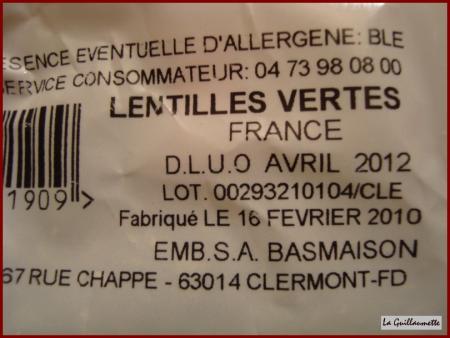 ESENCE EVENTUELLE D'ALLERGENE: BLE
SERVICE CONSOMMATEUR: 04 73 98 08 00
LENTILLES VERTES
FRANCE
D.L.U.O AVRIL 2012
LOT. 00293210104/CLE
1909 >
Fabriqué LE 16 FEVRIER 2010
EMB.S.A. BASMAISON
67 RUE CHAPPE - 63014 CLERMONT-FD
La Guillaumette